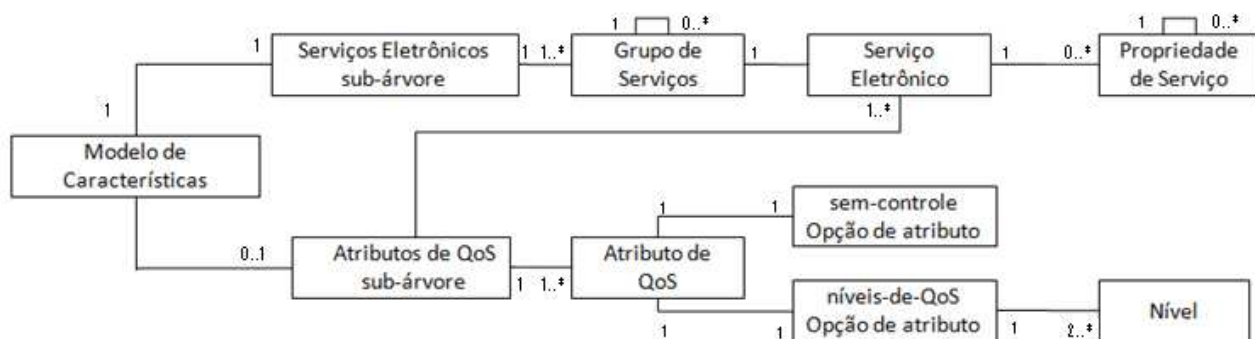 1 0..*
1 0..*
1 Serviços Eletrônicos sub-árvore 1 1..* Grupo de Serviços 1 Serviço Eletrônico 1 0..* Propriedade de Serviço
1
1..*
Modelo de Características
sem-controle Opção de atributo
1 1
0..1 Atributos de QoS sub-árvore 1 1..* Atributo de QoS
níveis-de-QoS Opção de atributo
Nível
1 1 1 2..*